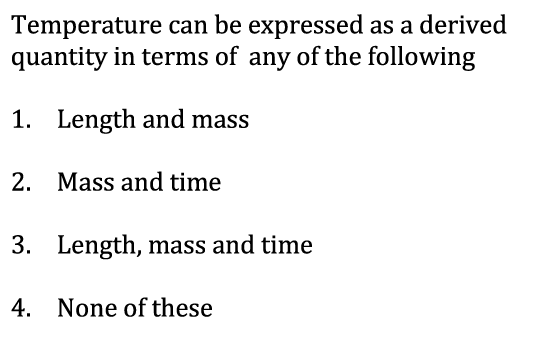 Temperature can be expressed as a derived
quantity in terms of any of the following
1. Length and mass
2. Mass and time
3. Length, mass and time
4. None of these